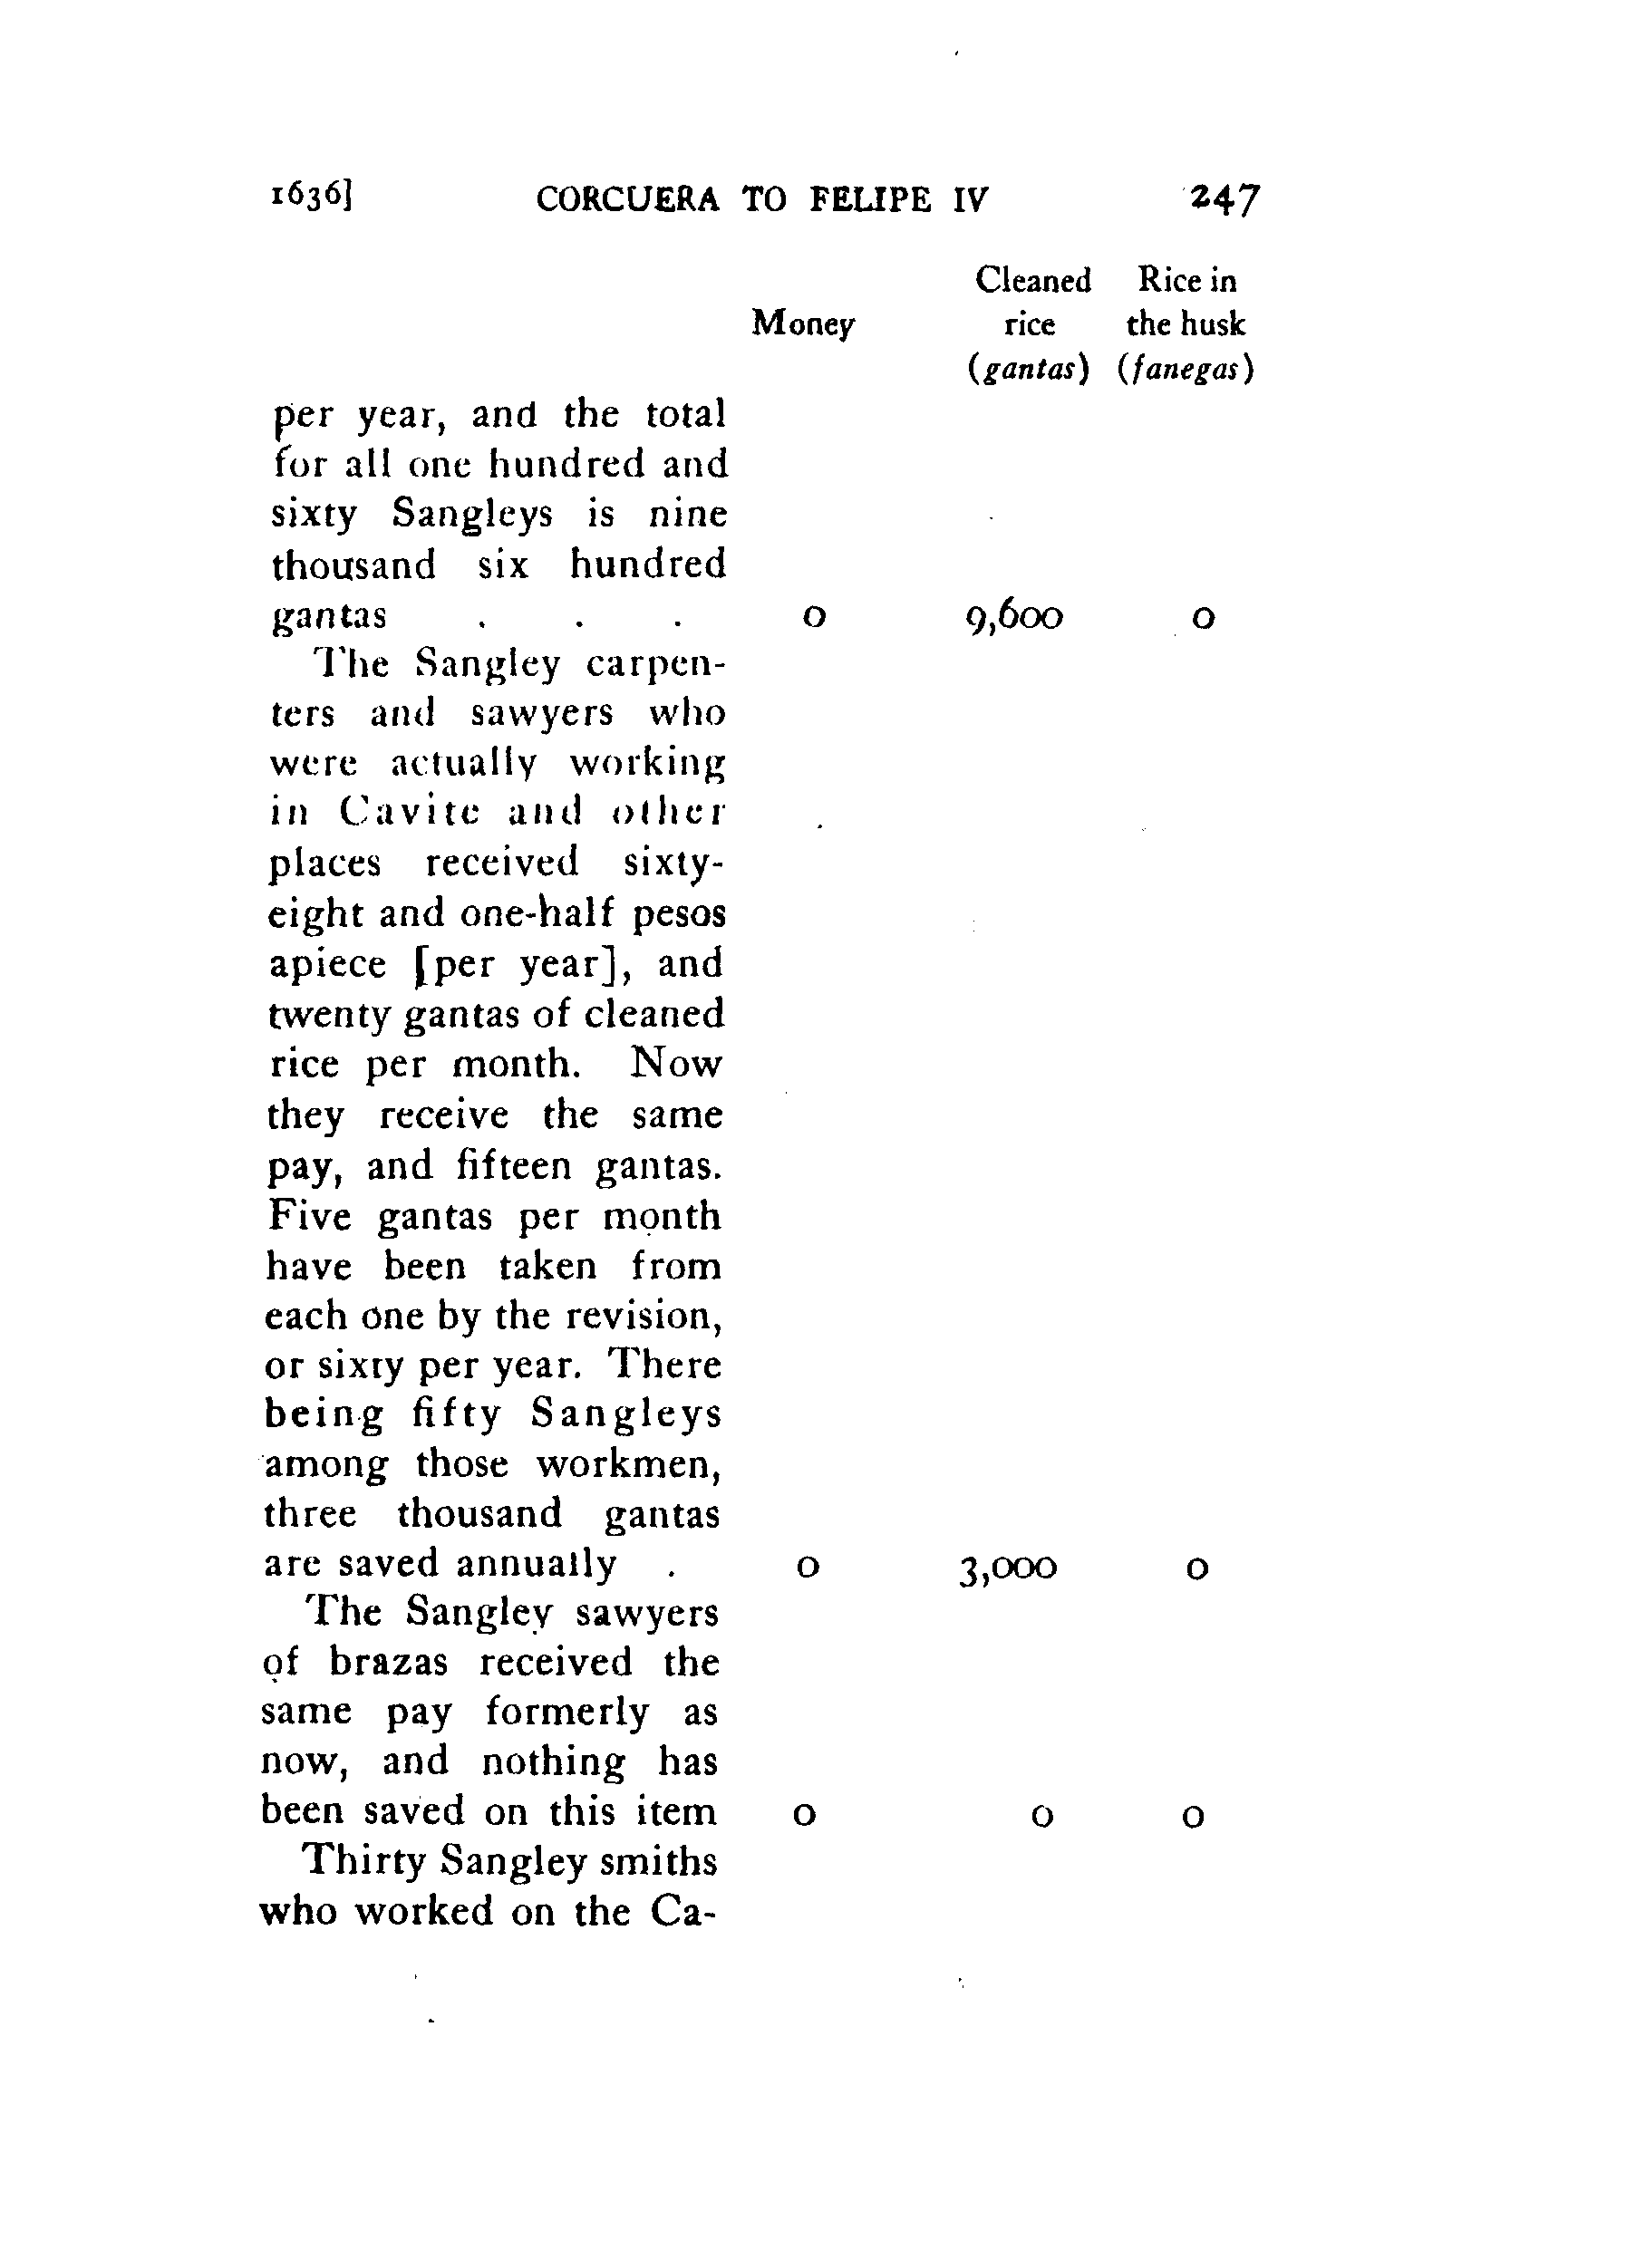 1636] CORCUERA TO FELIPE IV 247
Cleaned Rice in
Money rice the husk
(gantas) (fanegas)
per year, and the total
for all one hundred and
sixty Sangleys is nine
thousand six hundred
gantas . . . 0 9,600 0
The Sangley carpen-
ters and sawyers who
were actually working
in Cavite and other
places received sixty-
eight and one-half pesos
apiece [per year], and
twenty gantas of cleaned
rice per month. Now
they receive the same
pay, and fifteen gantas.
Five gantas per month
have been taken from
each one by the revision,
or sixty per year. There
being fifty Sangleys
among those workmen,
three thousand gantas
are saved annually . 0 3,000 0
The Sangley sawyers
of brazas received the
same pay formerly as
now, and nothing has
been saved on this item 0 0 0
Thirty Sangley smiths
who worked on the Ca-